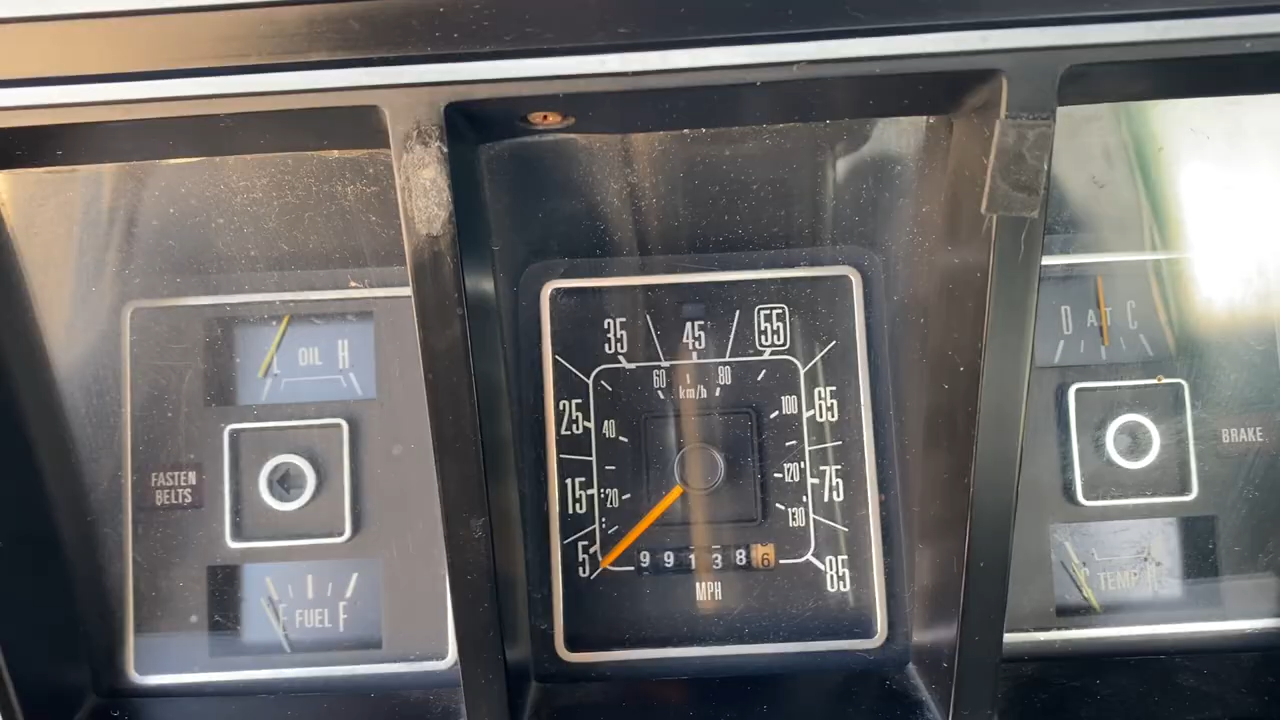 OIL H
FASTEN
BELTS
E FUEL F
35 45 55
60 80
km/h
25 40 100 65
15 20 120 75
130
5 991386 85
MPH
D A T C
BRAKE
C TEMP H